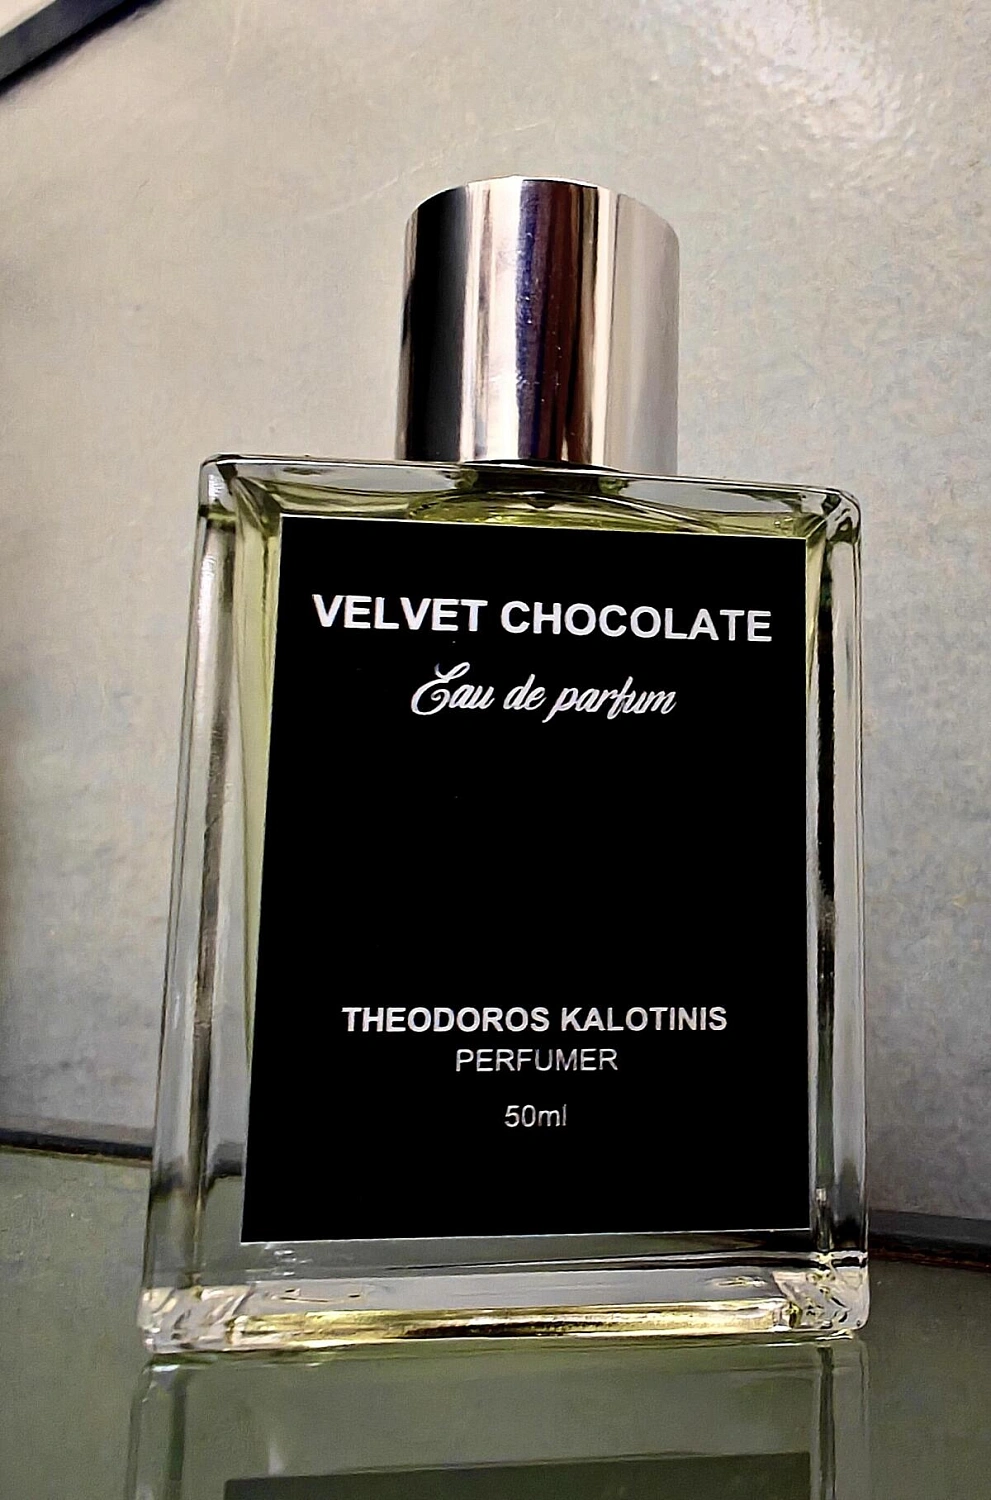 VELVET CHOCOLATE
Eau de parfum
THEODOROS KALOTINIS
PERFUMER
50ml